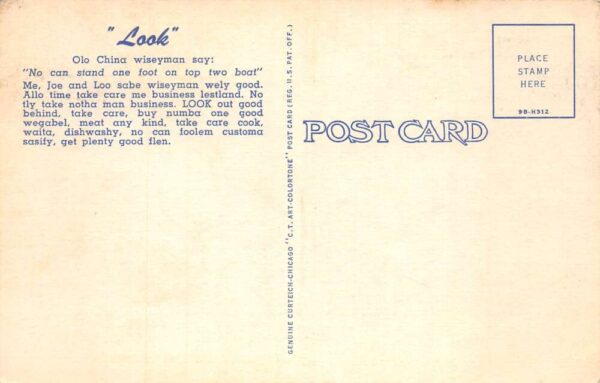 "Look"
Olo China wiseyman say:
"No can stand one foot on top two boat"
Me, Joe and Loo sabe wiseyman wely good.
Allo time take care me business lestland. No
tly take notha man business. LOOK out good
behind, take care, buy numba one good
wegabel, meat any kind, take care cook,
waita, dishwashy, no can foolem customa
sasify, get plenty good flen.
GENUINE CURTEICH-CHICAGO "C.T. ART-COLORTONE" POST CARD (REG. U.S. PAT. OFF.)
POST CARD
PLACE
STAMP
HERE
9B-H312